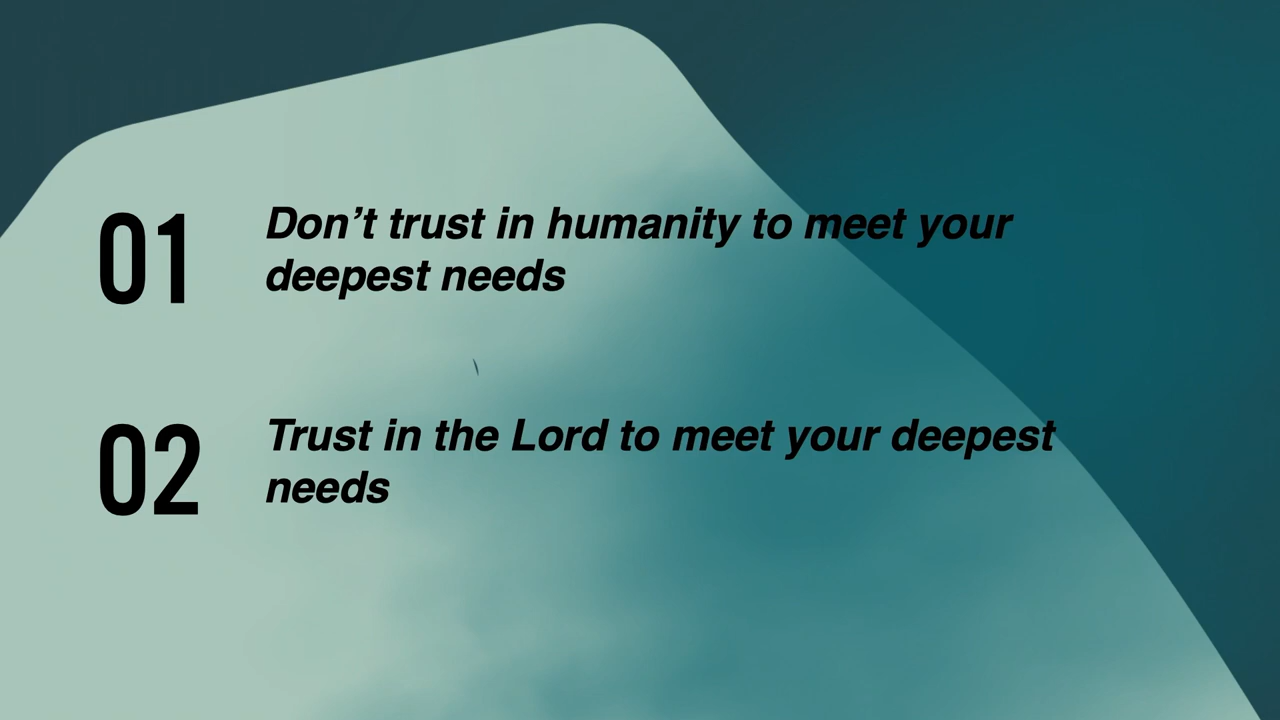 01
Don’t trust in humanity to meet your
deepest needs
02
Trust in the Lord to meet your deepest
needs